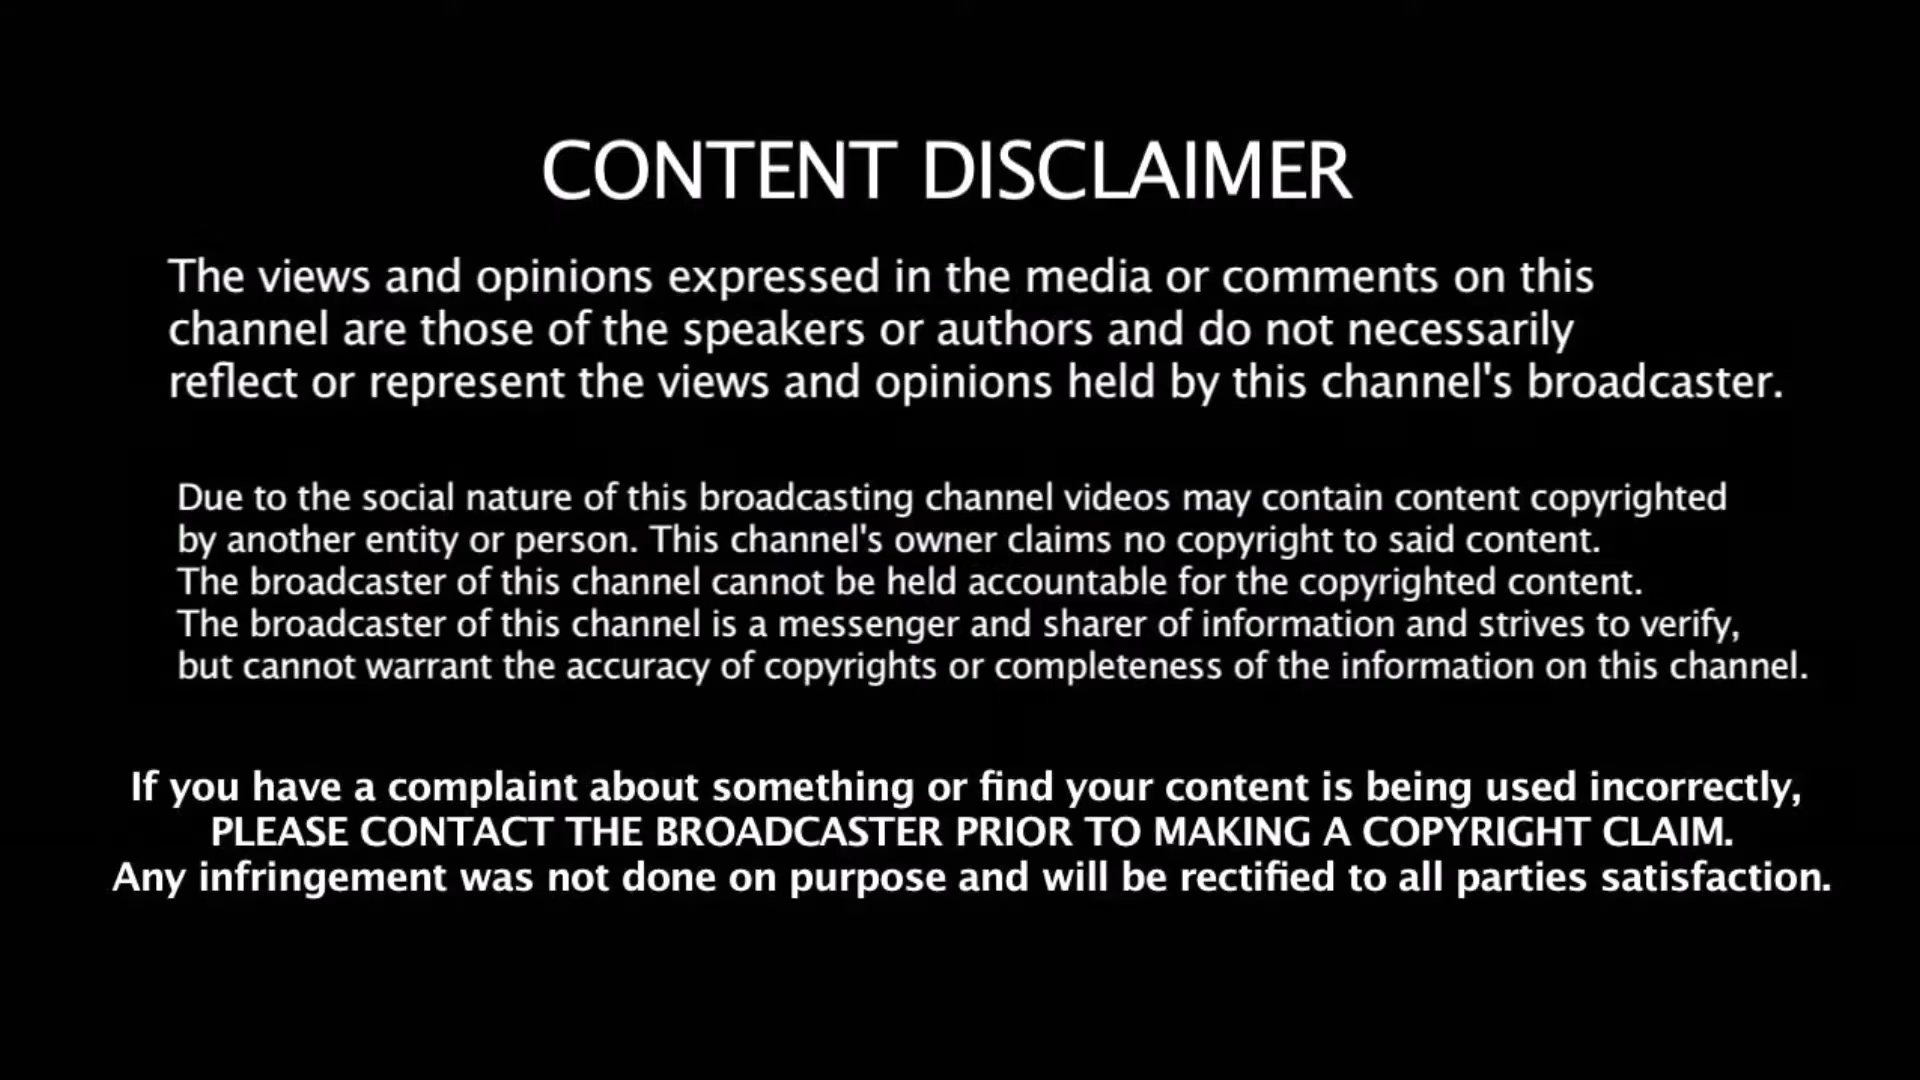 CONTENT DISCLAIMER
The views and opinions expressed in the media or comments on this
channel are those of the speakers or authors and do not necessarily
reflect or represent the views and opinions held by this channel's broadcaster.
Due to the social nature of this broadcasting channel videos may contain content copyrighted
by another entity or person. This channel's owner claims no copyright to said content.
The broadcaster of this channel cannot be held accountable for the copyrighted content.
The broadcaster of this channel is a messenger and sharer of information and strives to verify,
but cannot warrant the accuracy of copyrights or completeness of the information on this channel.
If you have a complaint about something or find your content is being used incorrectly,
PLEASE CONTACT THE BROADCASTER PRIOR TO MAKING A COPYRIGHT CLAIM.
Any infringement was not done on purpose and will be rectified to all parties satisfaction.